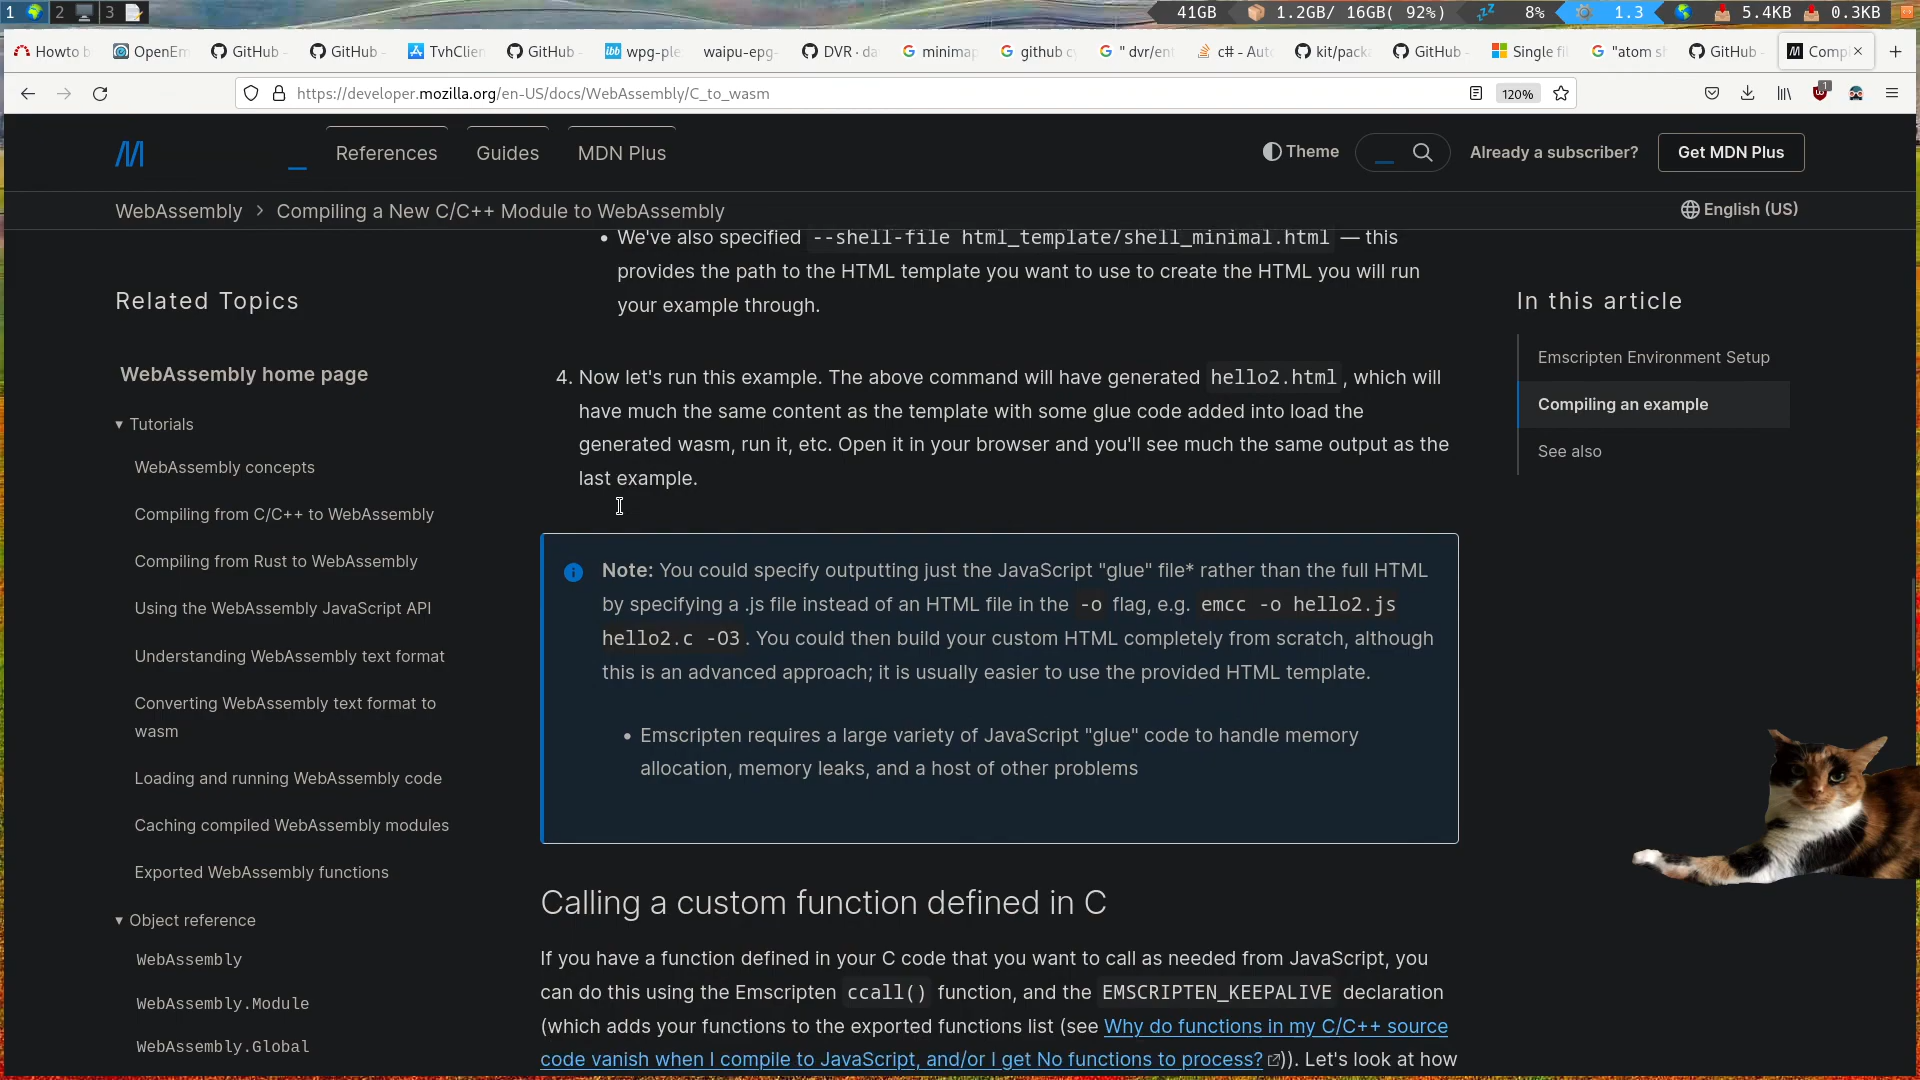 1 2 3 41GB 1.2GB/ 16GB( 92%) 8% 1.3 5.4KB 0.3KB
Howto b OpenEm GitHub - GitHub - TvhClien GitHub - wpg-ple waipu-epg- DVR · da minimap github cv " dvr/en c# - Auto kit/packa GitHub - Single fi "atom sh GitHub - Comp
https://developer.mozilla.org/en-US/docs/WebAssembly/C_to_wasm 120% 1
References Guides MDN Plus Theme Already a subscriber? Get MDN Plus
WebAssembly > Compiling a New C/C++ Module to WebAssembly English (US)
Related Topics
WebAssembly home page
Tutorials
WebAssembly concepts
Compiling from C/C++ to WebAssembly
Compiling from Rust to WebAssembly
Using the WebAssembly JavaScript API
Understanding WebAssembly text format
Converting WebAssembly text format to
wasm
Loading and running WebAssembly code
Caching compiled WebAssembly modules
Exported WebAssembly functions
Object reference
WebAssembly
WebAssembly.Module
WebAssembly.Global
• We've also specified --shell-file html_template/shell_minimal.html — this
provides the path to the HTML template you want to use to create the HTML you will run
your example through.
4. Now let's run this example. The above command will have generated hello2.html, which will
have much the same content as the template with some glue code added into load the
generated wasm, run it, etc. Open it in your browser and you'll see much the same output as the
last example.
Note: You could specify outputting just the JavaScript "glue" file* rather than the full HTML
by specifying a .js file instead of an HTML file in the -o flag, e.g. emcc -o hello2.js
hello2.c -O3. You could then build your custom HTML completely from scratch, although
this is an advanced approach; it is usually easier to use the provided HTML template.
• Emscripten requires a large variety of JavaScript "glue" code to handle memory
allocation, memory leaks, and a host of other problems
Calling a custom function defined in C
If you have a function defined in your C code that you want to call as needed from JavaScript, you
can do this using the Emscripten ccall() function, and the EMSCRIPTEN_KEEPALIVE declaration
(which adds your functions to the exported functions list (see Why do functions in my C/C++ source
code vanish when I compile to JavaScript, and/or I get No functions to process?)). Let's look at how
In this article
Emscripten Environment Setup
Compiling an example
See also